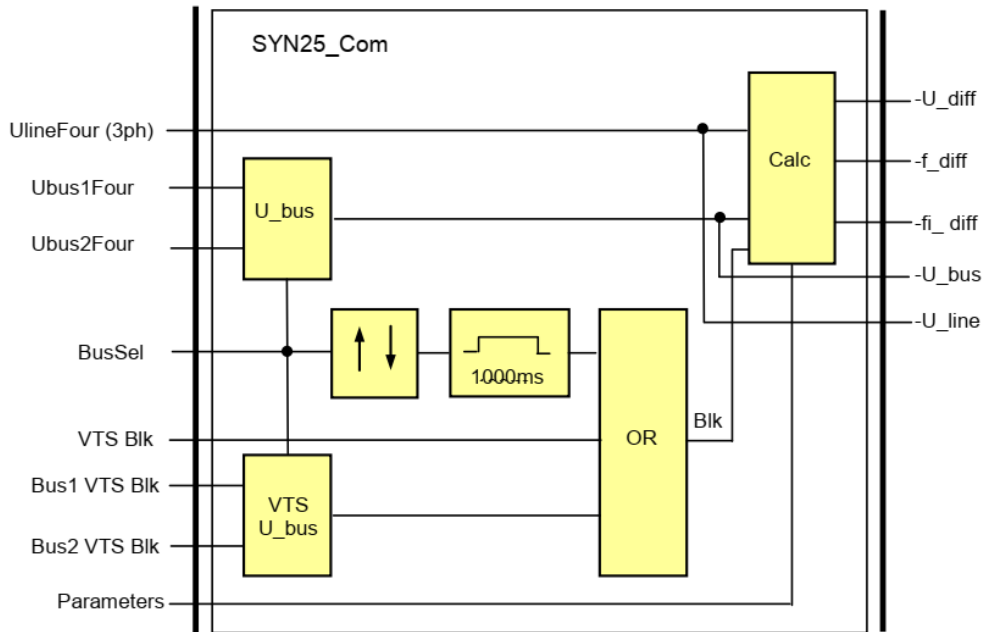 SYN25_Com
UlineFour (3ph)
Ubus1Four
Ubus2Four
BusSel
VTS Blk
Bus1 VTS Blk
Bus2 VTS Blk
Parameters
U_bus
1000ms
VTS
U_bus
OR
Blk
Calc
-U_diff
-f_diff
-fi_ diff
-U_bus
-U_line